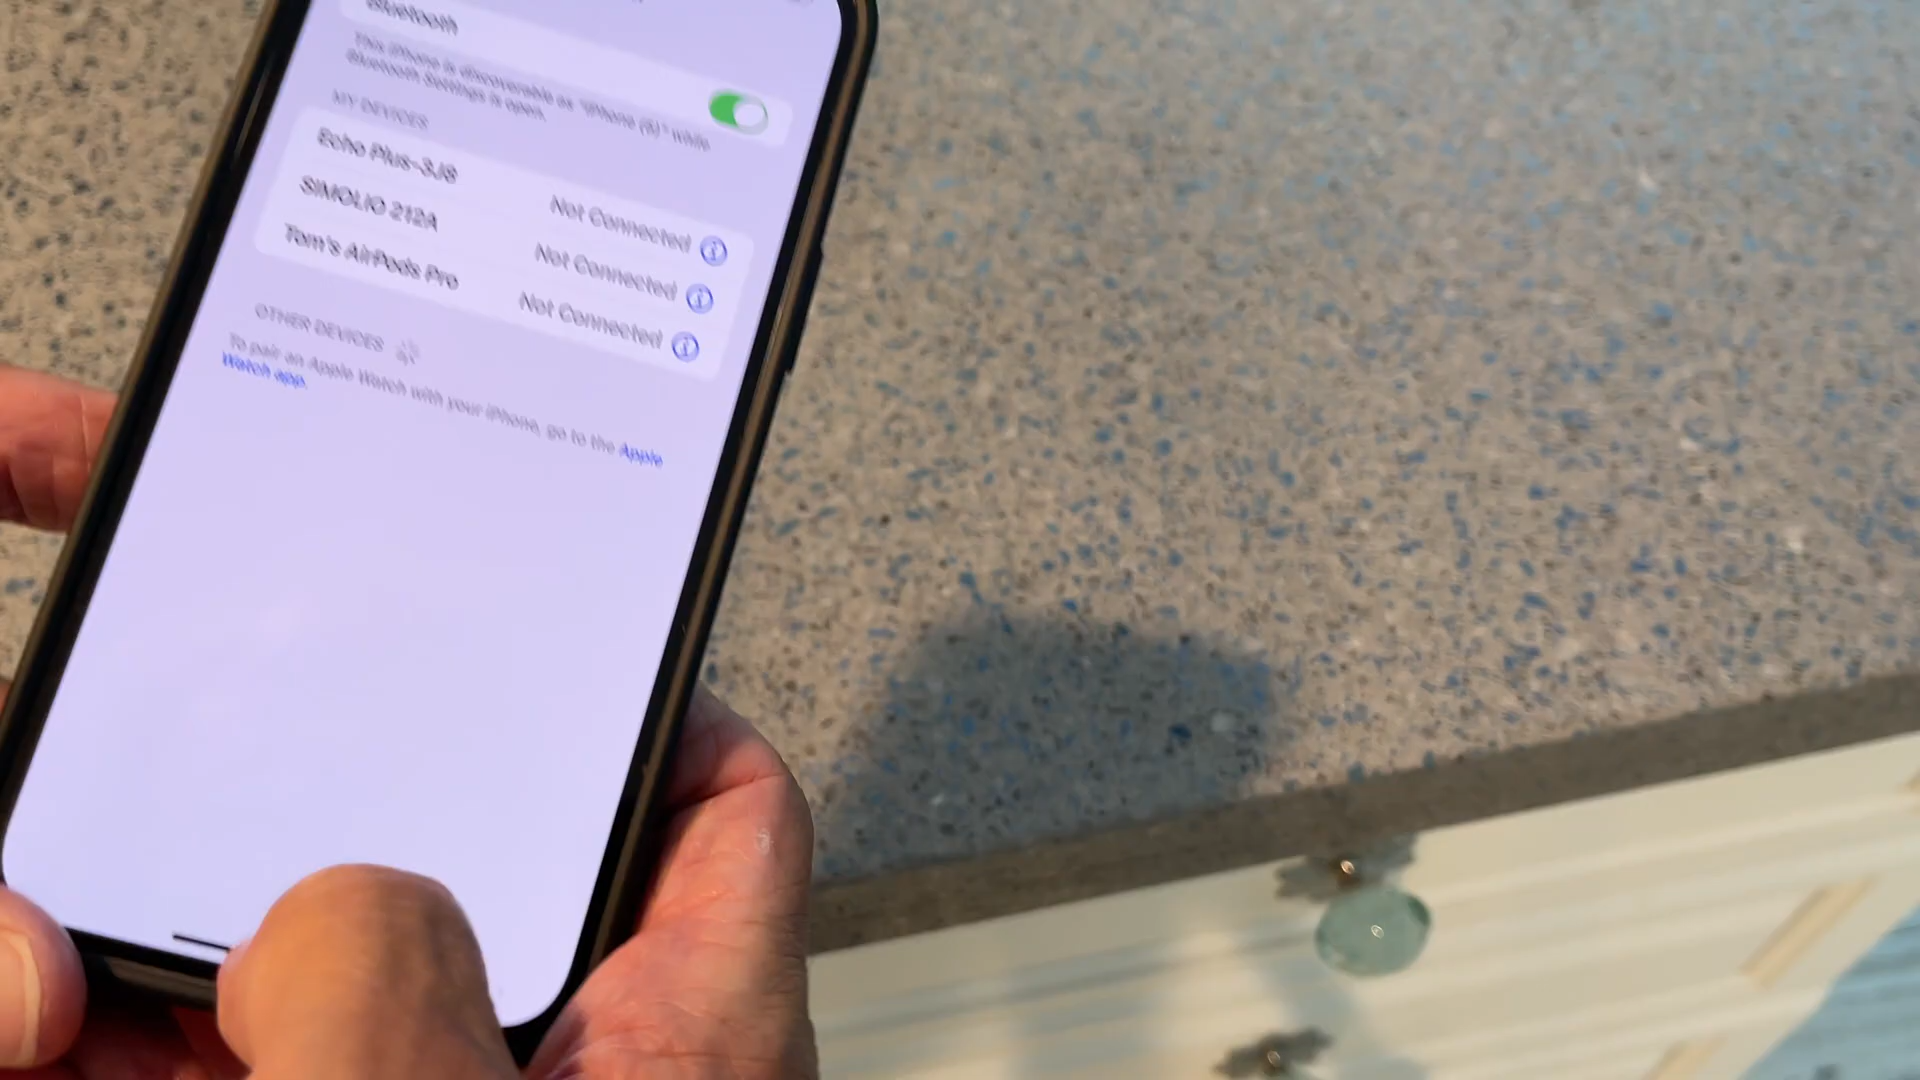 Bluetooth
This iPhone is discoverable as "iPhone (5)" while
Bluetooth Settings is open.
MY DEVICES
Echo Plus-3J8 Not Connected
SIMOLIO 212A Not Connected
Tom's AirPods Pro Not Connected
OTHER DEVICES
To pair an Apple Watch with your iPhone, go to the Apple
Watch app.